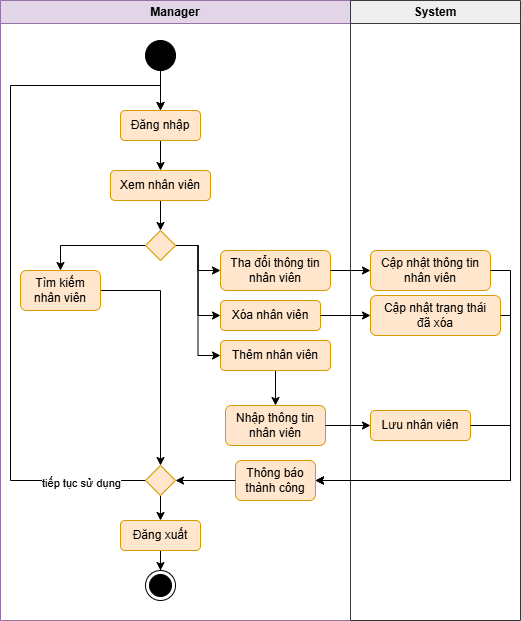 Manager
System
Đăng nhập
Xem nhân viên
Tha đổi thông tin
nhân viên
Cập nhật thông tin
nhân viên
Tìm kiếm
nhân viên
Xóa nhân viên
Cập nhật trạng thái
đã xóa
Thêm nhân viên
Nhập thông tin
nhân viên
Lưu nhân viên
Thông báo
thành công
tiếp tục sử dụng
Đăng xuất